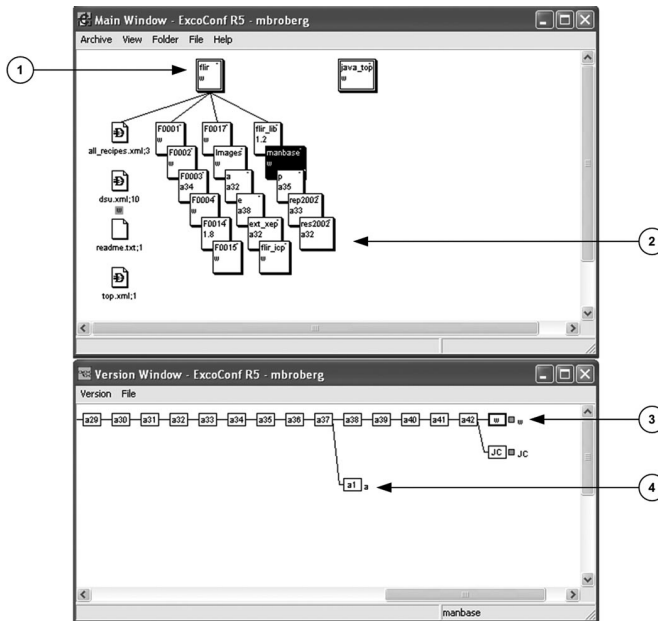 Main Window - ExcoConf R5 - mbroberg
Archive View Folder File Help
1
flir
w
java_top
w
all_recipes.xml;3
dsu.xml;10
readme.txt;1
top.xml;1
F0001
w
F0002
w
F0003
a34
F0004
w
F0014
1.8
F0015
w
F0017
w
Images
w
a
a32
e
a38
ext_xep
a32
flir_icp
w
flir_lib
1.2
manbase
w
p
a35
rep2002
a33
res2002
a32
2
Version Window - ExcoConf R5 - mbroberg
Version File
a29 a30 a31 a32 a33 a34 a35 a36 a37 a38 a39 a40 a41 a42 w w
3
JC JC
a1 a
4
manbase